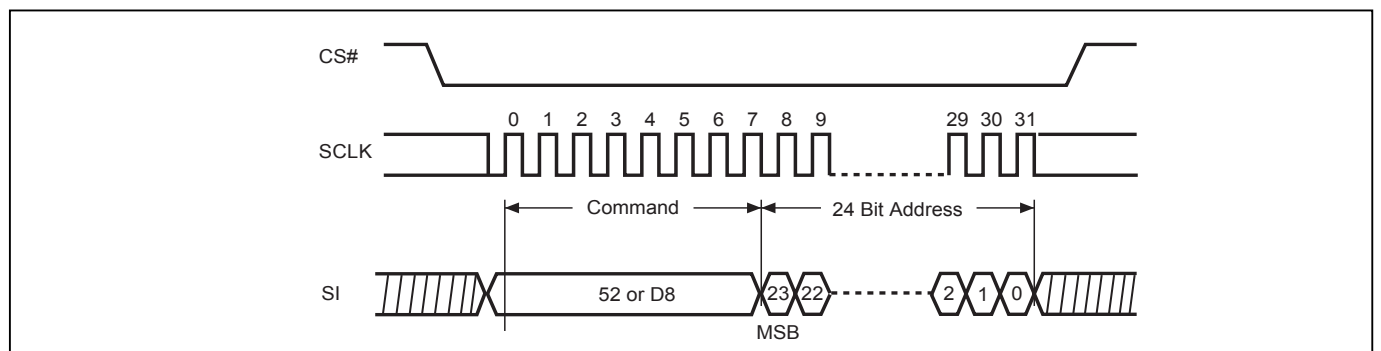 CS#
0 1 2 3 4 5 6 7 8 9 29 30 31
SCLK
Command 24 Bit Address
SI 52 or D8 23 22 2 1 0
MSB